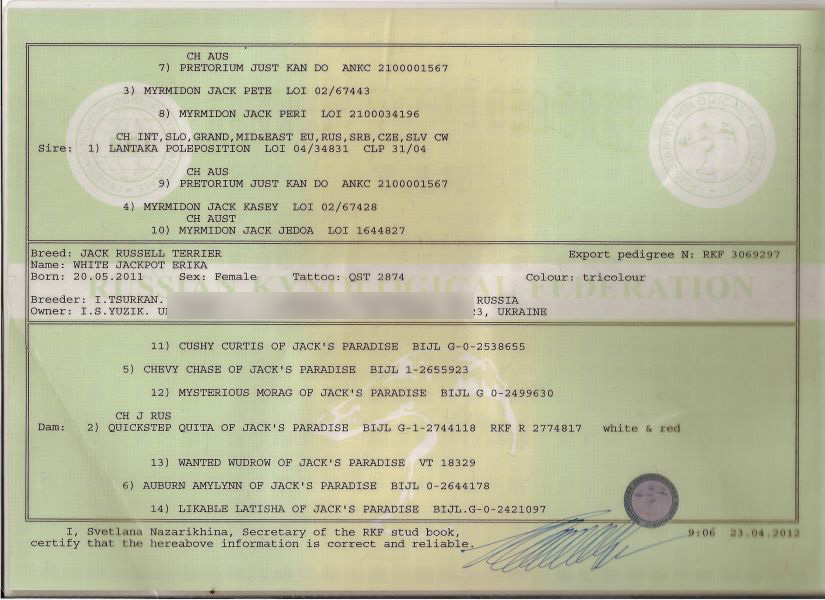 CH AUS
7) PRETORIUM JUST KAN DO ANKC 2100001567
3) MYRMIDON JACK PETE LOI 02/67443
8) MYRMIDON JACK PERI LOI 2100034196
CH INT,SLO,GRAND,MID&EAST EU,RUS,SRB,CZE,SLV CW
Sire: 1) LANTAKA POLEPOSITION LOI 04/34831 CLP 31/04
CH AUS
9) PRETORIUM JUST KAN DO ANKC 2100001567
4) MYRMIDON JACK KASEY LOI 02/67428
CH AUST
10) MYRMIDON JACK JEDOA LOI 1644827
RUSSIAN KYNOLOGICAL FEDERATION
Breed: JACK RUSSELL TERRIER Export pedigree N: RKF 3069297
Name: WHITE JACKPOT ERIKA
Born: 20.05.2011 Sex: Female Tattoo: QST 2874 Colour: tricolour
RUSSIAN KYNOLOGICAL FEDERATION
Breeder: I.TSURKAN. RUSSIA
Owner: I.S.YUZIK. 3, UKRAINE
11) CUSHY CURTIS OF JACK'S PARADISE BIJL G-0-2538655
5) CHEVY CHASE OF JACK'S PARADISE BIJL 1-2655923
12) MYSTERIOUS MORAG OF JACK'S PARADISE BIJL G 0-2499630
CH J RUS
Dam: 2) QUICKSTEP QUITA OF JACK'S PARADISE BIJL G-1-2744118 RKF R 2774817 white & red
13) WANTED WUDROW OF JACK'S PARADISE VT 18329
6) AUBURN AMYLYNN OF JACK'S PARADISE BIJL 0-2644178
14) LIKABLE LATISHA OF JACK'S PARADISE BIJL.G-0-2421097
I, Svetlana Nazarikhina, Secretary of the RKF stud book,
certify that the hereabove information is correct and reliable.
9:06 23.04.2012